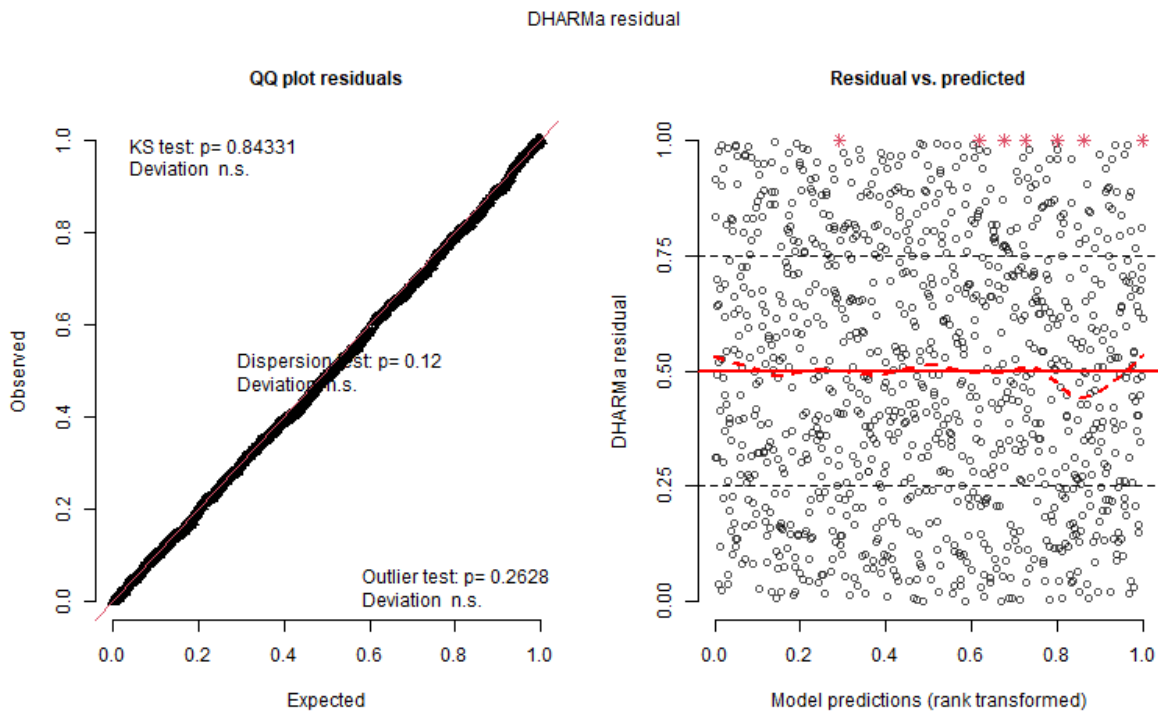 DHARMa residual
QQ plot residuals
KS test: p= 0.84331
Deviation n.s.
Dispersion test: p= 0.12
Deviation n.s.
Outlier test: p= 0.2628
Deviation n.s.
Observed
0.0 0.2 0.4 0.6 0.8 1.0
0.0 0.2 0.4 0.6 0.8 1.0
Expected
Residual vs. predicted
DHARMa residual
0.00 0.25 0.50 0.75 1.00
0.0 0.2 0.4 0.6 0.8 1.0
Model predictions (rank transformed)